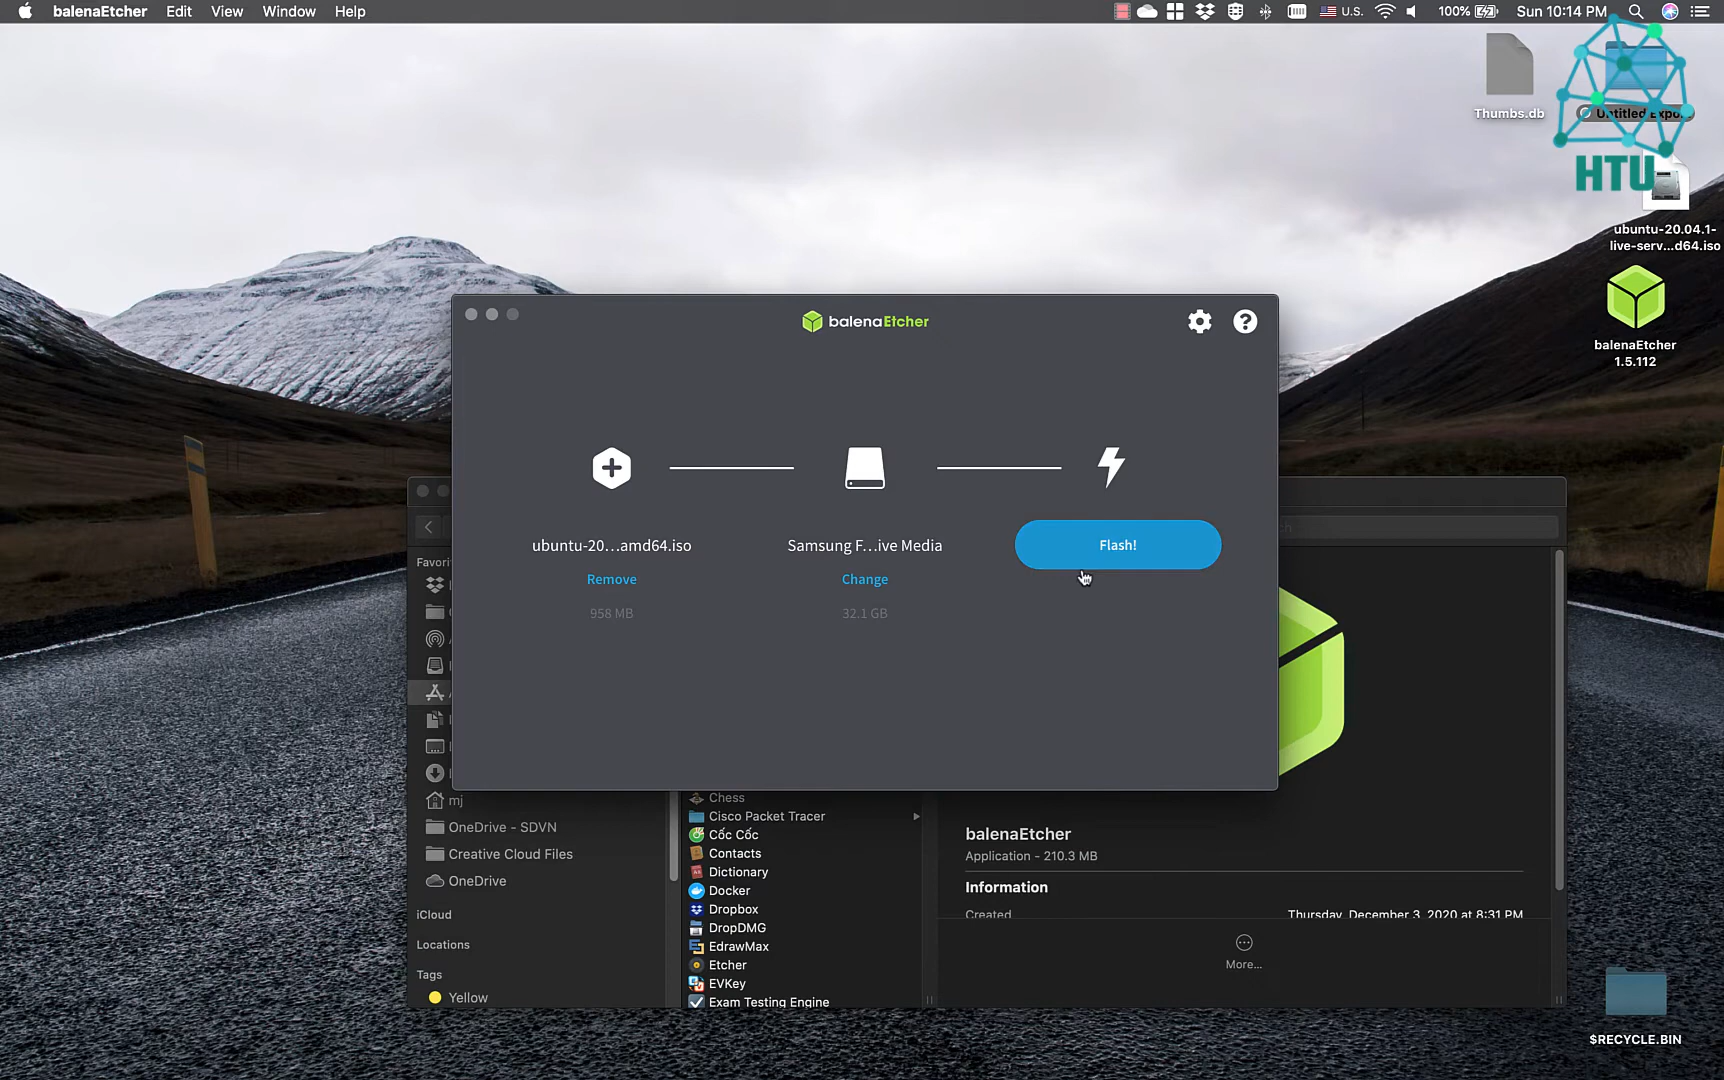 balenaEtcher Edit View Window Help
U.S. 100% Sun 10:14 PM
Thumbs.db
HTU
ubuntu-20.04.1-
live-serv...d64.iso
balenaEtcher
1.5.112
balenaEtcher
ubuntu-20...amd64.iso
Remove
958 MB
Samsung F...ive Media
Change
32.1 GB
Flash!
Favori
mj
OneDrive - SDVN
Creative Cloud Files
OneDrive
iCloud
Locations
Tags
Yellow
Chess
Cisco Packet Tracer
Cốc Cốc
Contacts
Dictionary
Docker
Dropbox
DropDMG
EdrawMax
Etcher
EVKey
Exam Testing Engine
balenaEtcher
Application - 210.3 MB
Information
Created Thursday, December 3, 2020 at 8:31 PM
More...
$RECYCLE.BIN